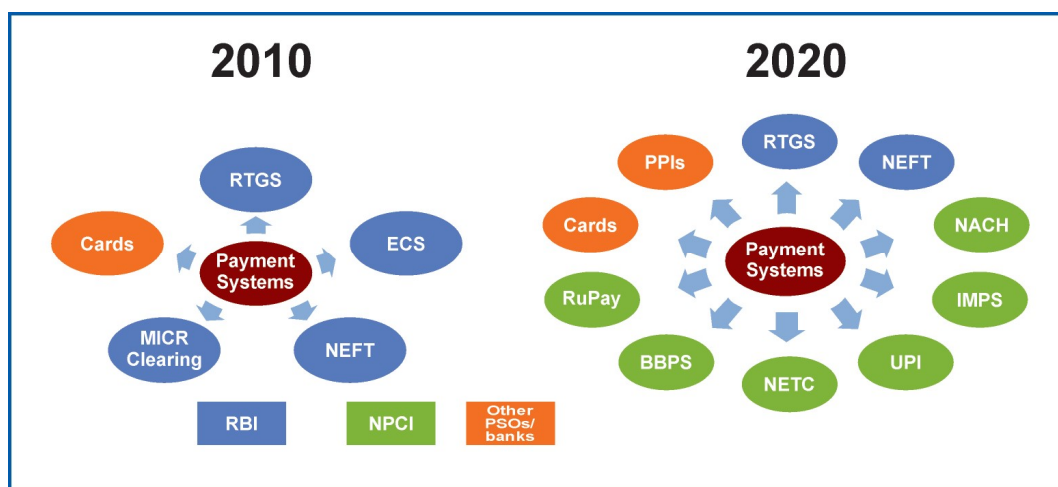 2010
RTGS
Cards
ECS
Payment
Systems
MICR
Clearing
NEFT
2020
RTGS
PPIs
NEFT
Cards
NACH
Payment
Systems
RuPay
IMPS
BBPS
UPI
NETC
RBI
NPCI
Other
PSOs/
banks